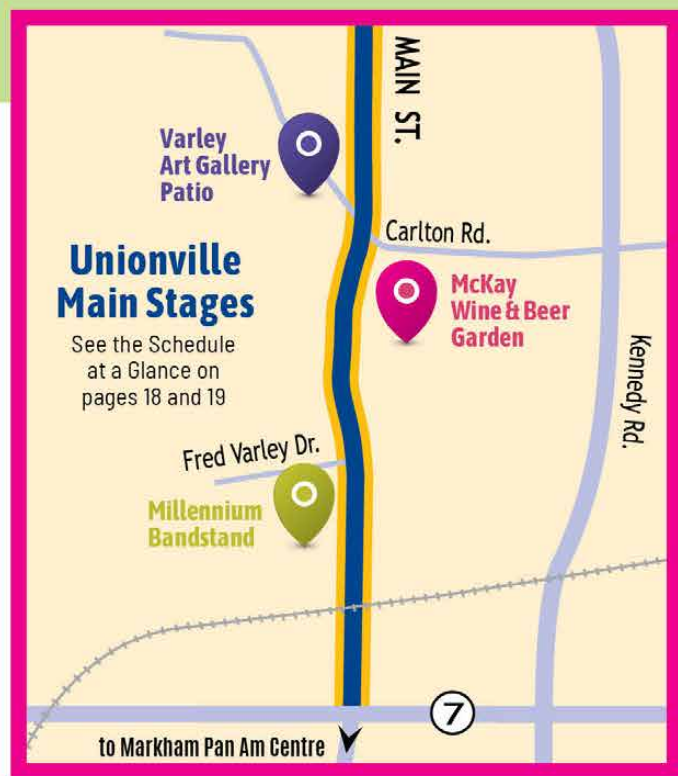 MAIN ST.
Varley
Art Gallery
Patio
Carlton Rd.
Unionville
Main Stages
See the Schedule
at a Glance on
pages 18 and 19
McKay
Wine & Beer
Garden
Kennedy Rd.
Fred Varley Dr.
Millennium
Bandstand
7
to Markham Pan Am Centre